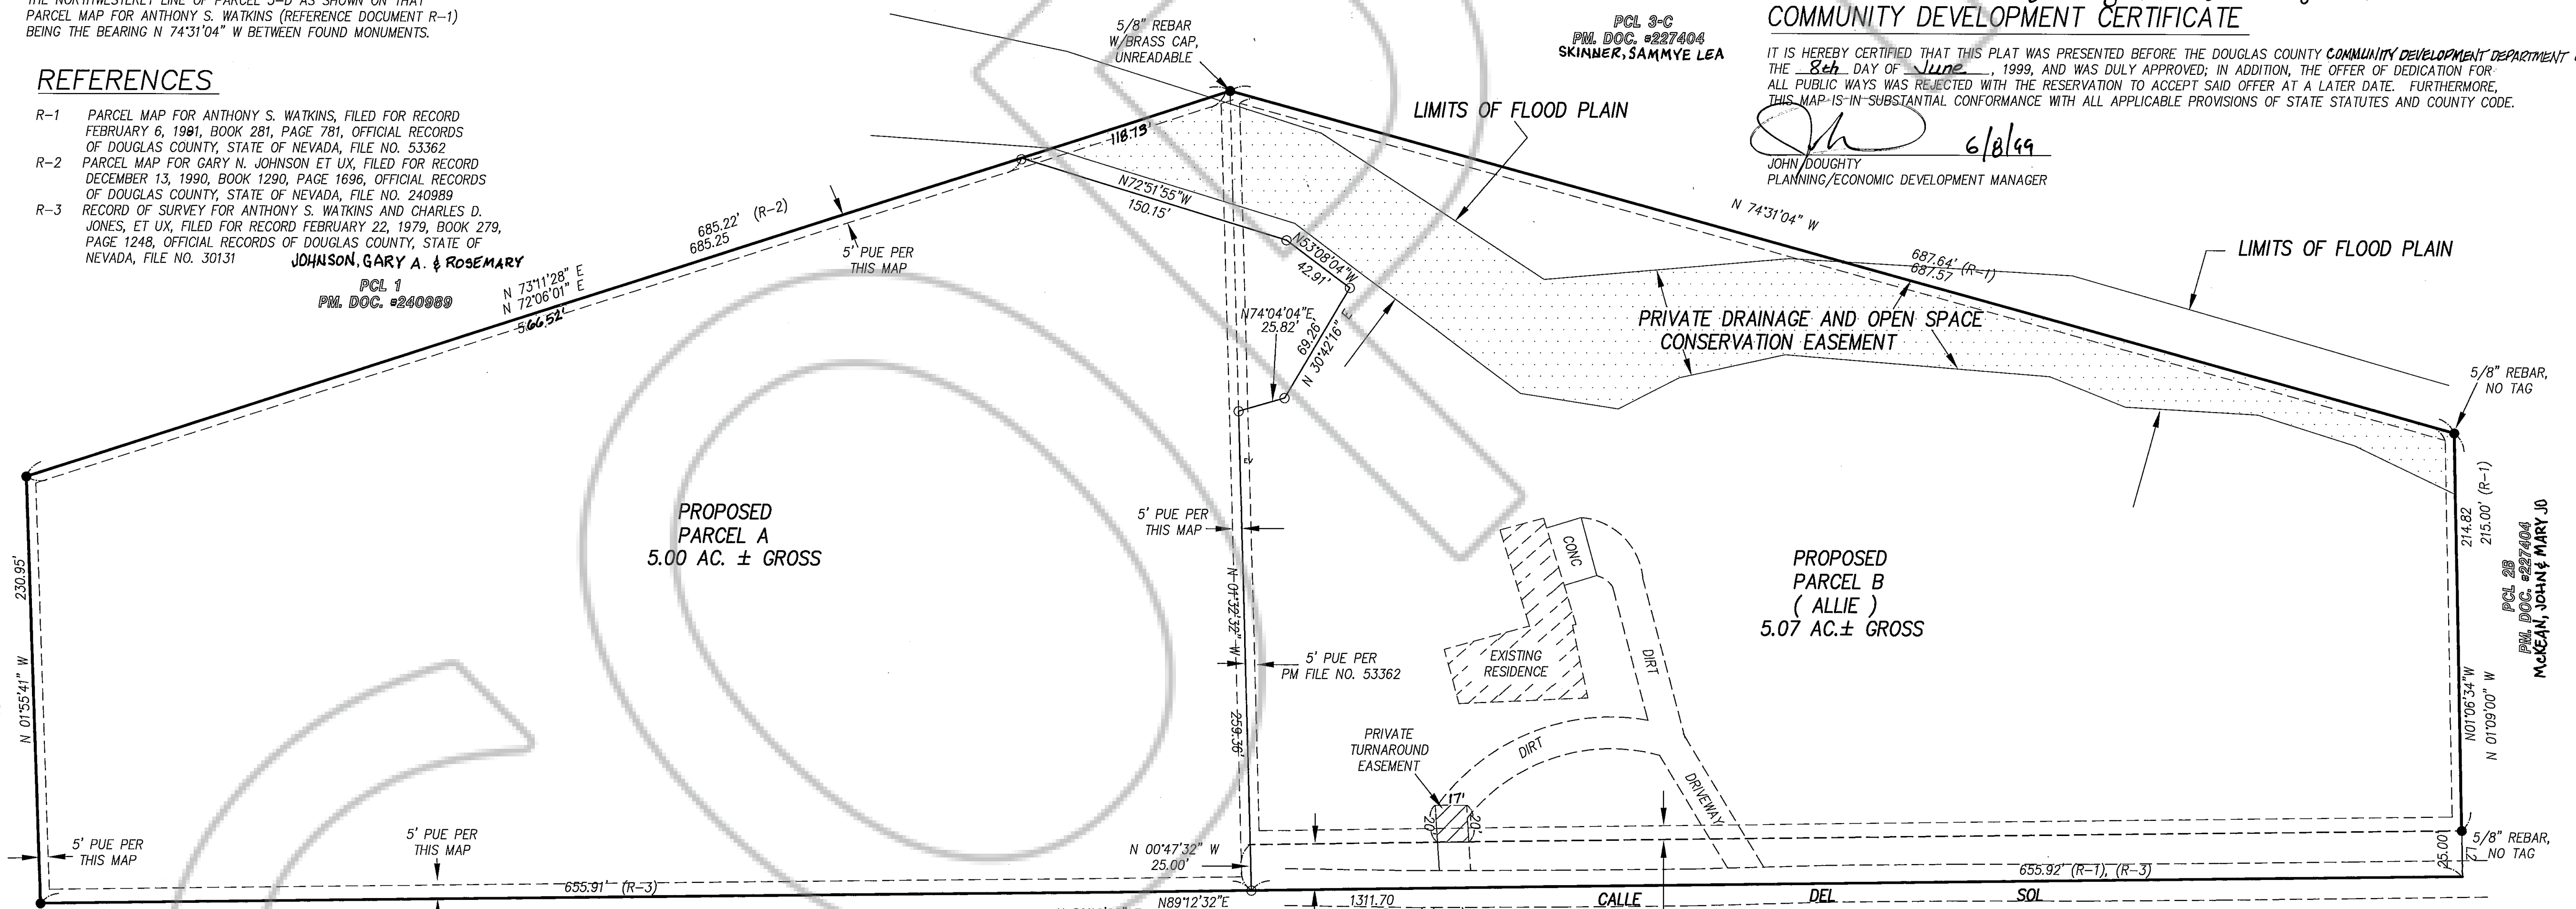 PARCEL MAP FOR ANTHONY S. WATKINS (REFERENCE DOCUMENT R-1)
BEING THE BEARING N 74°31'04" W BETWEEN FOUND MONUMENTS.
REFERENCES
R-1 PARCEL MAP FOR ANTHONY S. WATKINS, FILED FOR RECORD
FEBRUARY 6, 1981, BOOK 281, PAGE 781, OFFICIAL RECORDS
OF DOUGLAS COUNTY, STATE OF NEVADA, FILE NO. 53362
R-2 PARCEL MAP FOR GARY N. JOHNSON ET UX, FILED FOR RECORD
DECEMBER 13, 1990, BOOK 1290, PAGE 1696, OFFICIAL RECORDS
OF DOUGLAS COUNTY, STATE OF NEVADA, FILE NO. 240989
R-3 RECORD OF SURVEY FOR ANTHONY S. WATKINS AND CHARLES D.
JONES, ET UX, FILED FOR RECORD FEBRUARY 22, 1979, BOOK 279,
PAGE 1248, OFFICIAL RECORDS OF DOUGLAS COUNTY, STATE OF
NEVADA, FILE NO. 30131
JOHNSON, GARY A. & ROSEMARY
PCL 1
PM. DOC. #240989
5/8" REBAR
W/BRASS CAP,
UNREADABLE
PCL 3-C
PM. DOC. #227404
SKINNER, SAMMYE LEA
COMMUNITY DEVELOPMENT CERTIFICATE
IT IS HEREBY CERTIFIED THAT THIS PLAT WAS PRESENTED BEFORE THE DOUGLAS COUNTY COMMUNITY DEVELOPMENT DEPARTMENT
THE 8th DAY OF June, 1999, AND WAS DULY APPROVED; IN ADDITION, THE OFFER OF DEDICATION FOR
ALL PUBLIC WAYS WAS REJECTED WITH THE RESERVATION TO ACCEPT SAID OFFER AT A LATER DATE. FURTHERMORE,
THIS MAP IS IN SUBSTANTIAL CONFORMANCE WITH ALL APPLICABLE PROVISIONS OF STATE STATUTES AND COUNTY CODE.
6/8/99
JOHN DOUGHTY
PLANNING/ECONOMIC DEVELOPMENT MANAGER
LIMITS OF FLOOD PLAIN
118.73'
N72°51'55"W
150.15'
685.22' (R-2)
685.25
5' PUE PER
THIS MAP
N 73°11'28" E
N 72°06'01" E
566.52'
N53°08'04"W
42.91'
N74°04'04"E
25.82'
69.26'
N 30°42'16" E
N 74°31'04" W
687.64' (R-1)
687.57
LIMITS OF FLOOD PLAIN
PRIVATE DRAINAGE AND OPEN SPACE
CONSERVATION EASEMENT
5/8" REBAR,
NO TAG
PROPOSED
PARCEL A
5.00 AC. ± GROSS
5' PUE PER
THIS MAP
N 01°32'32" W
259.36'
5' PUE PER
PM FILE NO. 53362
CONC
EXISTING
RESIDENCE
DIRT
PROPOSED
PARCEL B
( ALLIE )
5.07 AC.± GROSS
214.82
215.00' (R-1)
PCL 2B
PM. DOC. #227404
McKEAN, JOHN & MARY JO
N01°06'34"W
N 01°09'00" W
230.95'
N 01°55'41" W
PRIVATE
TURNAROUND
EASEMENT
DIRT
DRIVEWAY
17'
20'
20'
5' PUE PER
THIS MAP
5' PUE PER
THIS MAP
N 00°47'32" W
25.00'
25.00'
5/8" REBAR,
NO TAG
655.91' (R-3)
655.92' (R-1), (R-3)
N89°12'32"E
1311.70
CALLE DEL SOL